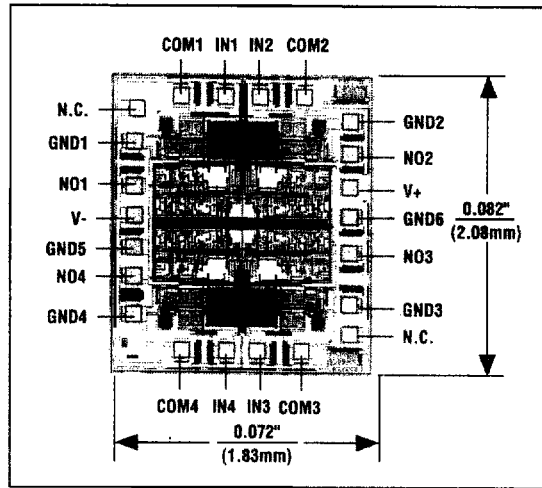 COM1 IN1 IN2 COM2
N.C.
GND1
NO1
V-
GND5
NO4
GND4
GND2
NO2
V+
GND6
NO3
GND3
N.C.
0.082"
(2.08mm)
COM4 IN4 IN3 COM3
0.072"
(1.83mm)